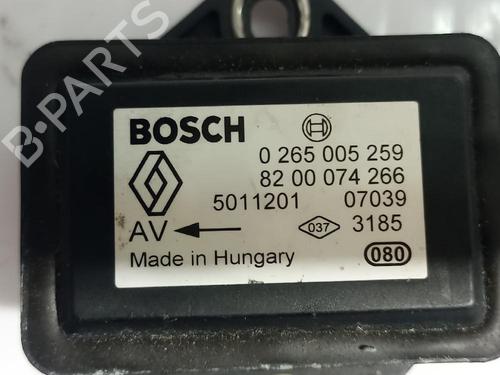 B-PARTS
BOSCH
0 265 005 259
82 00 074 266
5011201 07039
AV 037 3185
Made in Hungary 080